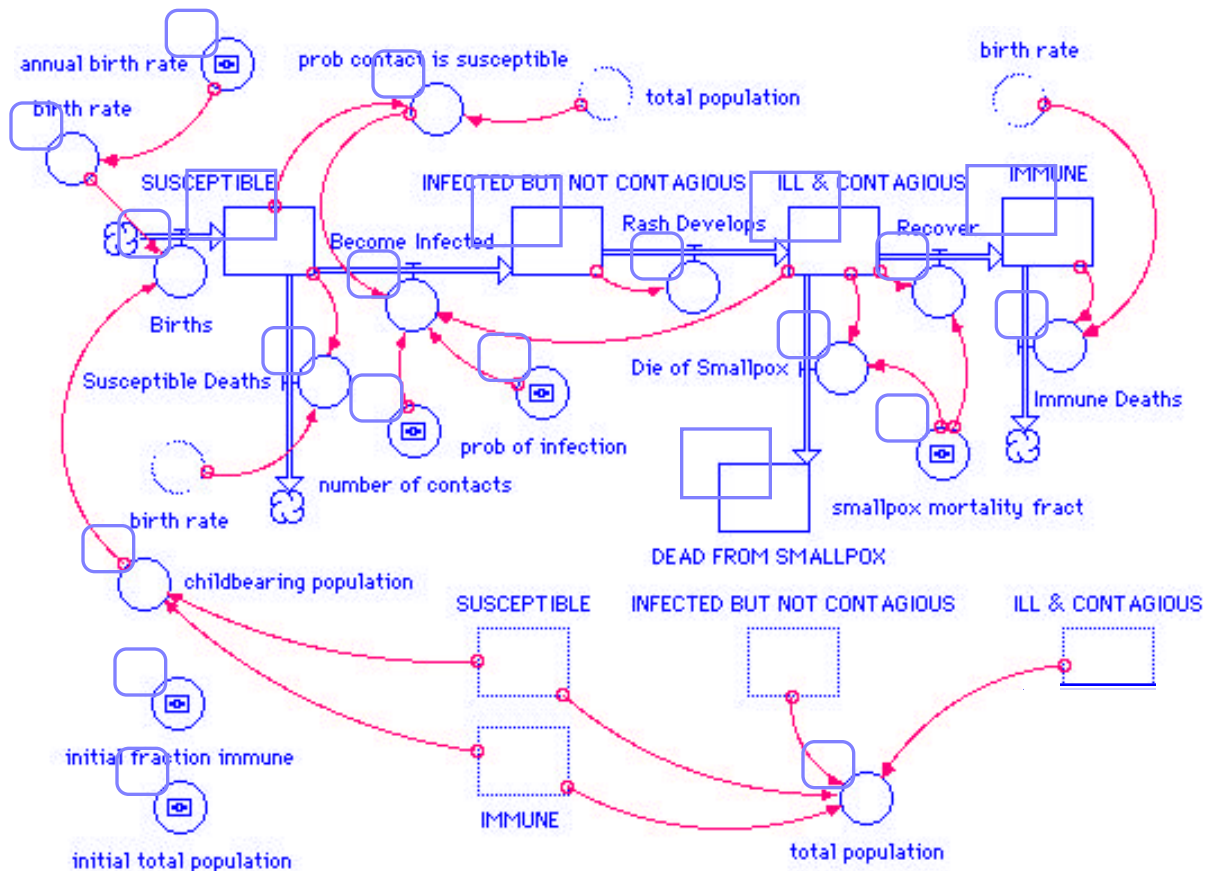 birth rate
annual birth rate
prob contact is susceptible
total population
birth rate
SUSCEPTIBLE
INFECTED BUT NOT CONTAGIOUS
ILL & CONTAGIOUS
IMMUNE
Become Infected
Rash Develops
Recover
Births
Susceptible Deaths
Die of Smallpox
Immune Deaths
prob of infection
number of contacts
smallpox mortality fract
birth rate
DEAD FROM SMALLPOX
childbearing population
SUSCEPTIBLE
INFECTED BUT NOT CONTAGIOUS
ILL & CONTAGIOUS
initial fraction immune
IMMUNE
total population
initial total population